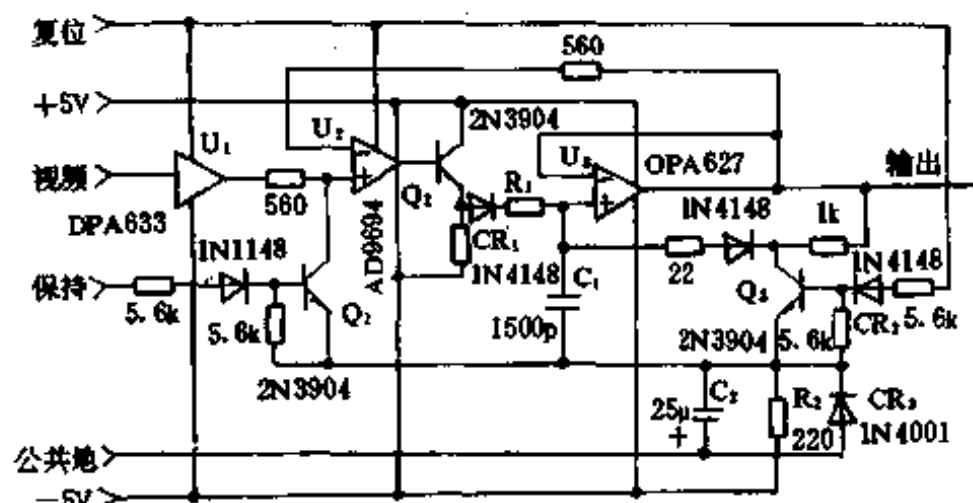 复位
560
+5V
2N3904
U₁
U₂
U₃
OPA627
视频
输出
560
Q₂
R₁
1N4148
1k
DPA633
AD9694
CR₁
1N1148
22
1N4148
保持
1N4148
C₁
Q₃
5.6k
5.6k
Q₂
1500p
5.6k
CR₂
2N3904
5.6k
2N3904
C₂
R₂
CR₃
25μ
+
220
1N4001
公共地
-5V